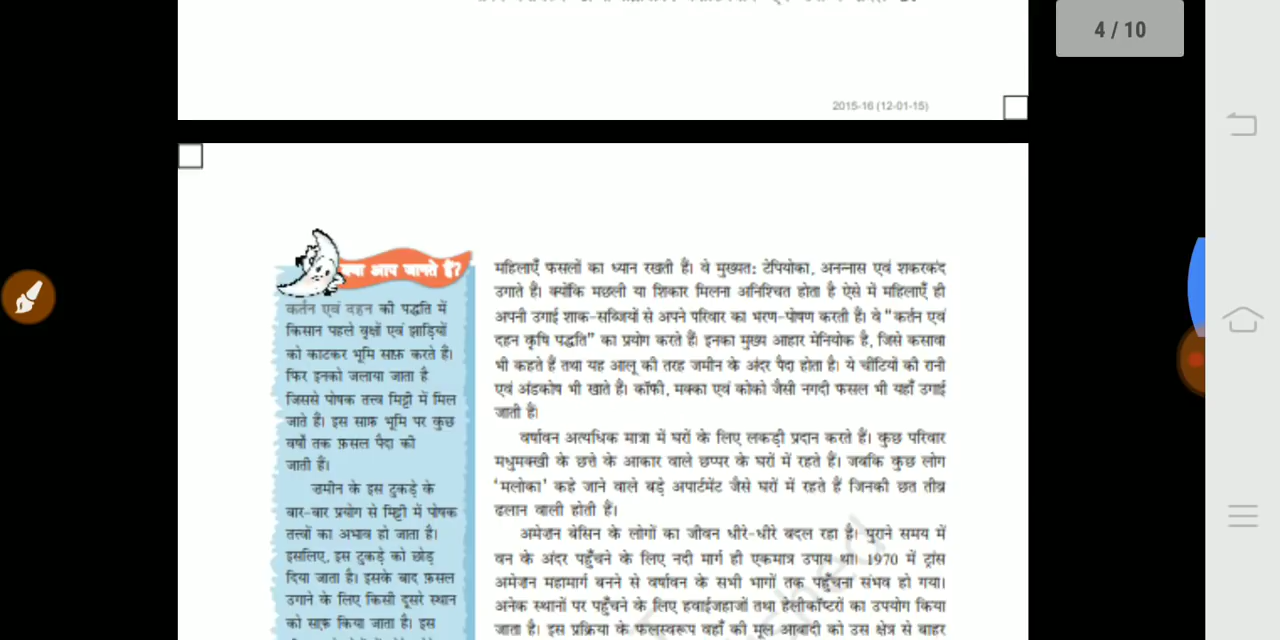 4 / 10
2015-16 (12-01-15)
क्या आप जानते हैं?
कर्तन एवं दहन की पद्धति में
किसान पहले वृक्षों एवं झाड़ियों
को काटकर भूमि साफ़ करते हैं।
फिर इनको जलाया जाता है
जिससे पोषक तत्त्व मिट्टी में मिल
जाते हैं। इस साफ़ भूमि पर कुछ
वर्षों तक फ़सल पैदा की
जाती हैं।
ज़मीन के इस टुकड़े के
बार-बार प्रयोग से मिट्टी में पोषक
तत्त्वों का अभाव हो जाता है।
इसलिए, इस टुकड़े को छोड़
दिया जाता है। इसके बाद फ़सल
उगाने के लिए किसी दूसरे स्थान
को साफ़ किया जाता है। इस
महिलाएँ फसलों का ध्यान रखती हैं। वे मुख्यत: टेपियोका, अनन्नास एवं शकरकंद
उगाते हैं। क्योंकि मछली या शिकार मिलना अनिश्चित होता है ऐसे में महिलाएँ ही
अपनी उगाई शाक-सब्जियों से अपने परिवार का भरण-पोषण करती हैं। वे “कर्तन एवं
दहन कृषि पद्धति” का प्रयोग करते हैं। इनका मुख्य आहार मेनियोक है, जिसे कसावा
भी कहते हैं तथा यह आलू की तरह जमीन के अंदर पैदा होता है। ये चींटियों की रानी
एवं अंडकोष भी खाते हैं। कॉफी, मक्का एवं कोको जैसी नगदी फसल भी यहाँ उगाई
जाती हैं।
वर्षावन अत्यधिक मात्रा में घरों के लिए लकड़ी प्रदान करते हैं। कुछ परिवार
मधुमक्खी के छत्ते के आकार वाले छप्पर के घरों में रहते हैं। जबकि कुछ लोग
‘मलोका’ कहे जाने वाले बड़े अपार्टमेंट जैसे घरों में रहते हैं जिनकी छत तीव्र
ढलान वाली होती हैं।
अमेज़न बेसिन के लोगों का जीवन धीरे-धीरे बदल रहा है। पुराने समय में
वन के अंदर पहुँचने के लिए नदी मार्ग ही एकमात्र उपाय था। 1970 में ट्रांस
अमेज़न महामार्ग बनने से वर्षावन के सभी भागों तक पहुँचना संभव हो गया।
अनेक स्थानों पर पहुँचने के लिए हवाईजहाजों तथा हेलीकॉप्टरों का उपयोग किया
जाता है। इस प्रक्रिया के फलस्वरूप वहाँ की मूल आबादी को उस क्षेत्र से बाहर